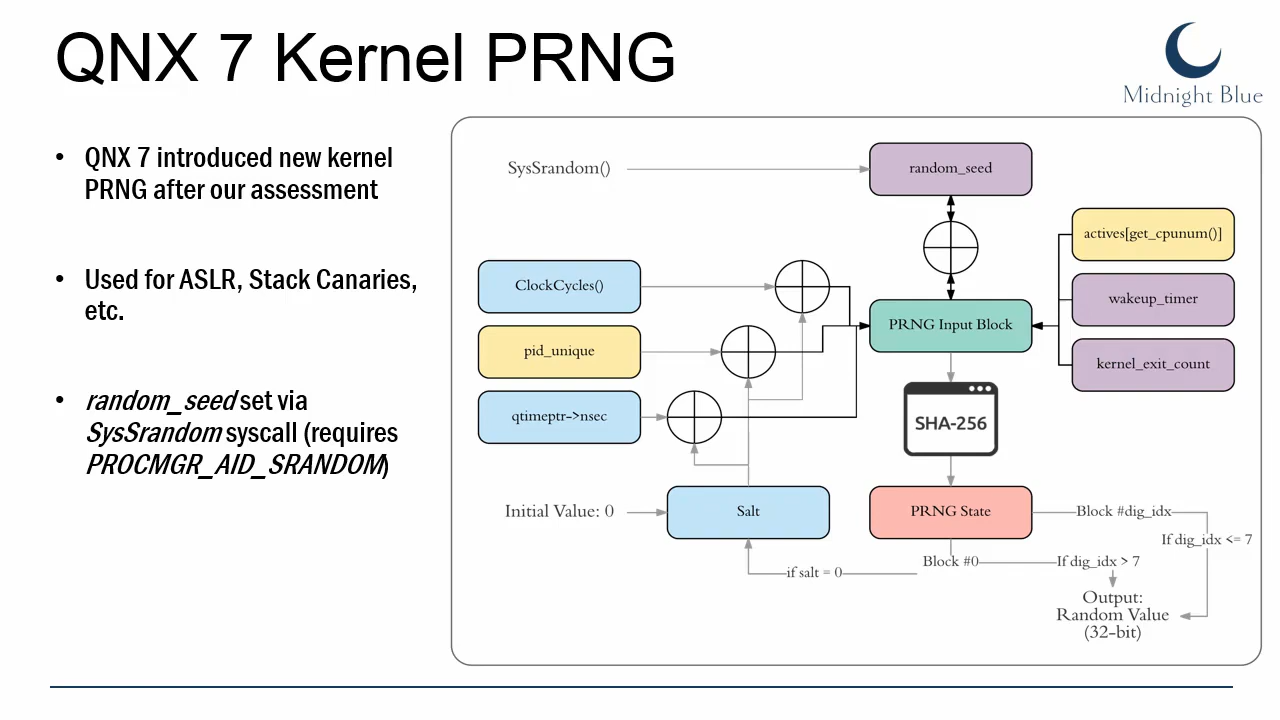 QNX 7 Kernel PRNG
Midnight Blue
• QNX 7 introduced new kernel
PRNG after our assessment
• Used for ASLR, Stack Canaries,
etc.
• random_seed set via
SysSrandom syscall (requires
PROCMGR_AID_SRANDOM)
SysSrandom()
random_seed
actives[get_cpunum()]
ClockCycles()
wakeup_timer
PRNG Input Block
pid_unique
kernel_exit_count
qtimeptr->nsec
SHA-256
Initial Value: 0
Salt
PRNG State
Block #dig_idx
If dig_idx <= 7
Block #0
If dig_idx > 7
if salt = 0
Output:
Random Value
(32-bit)